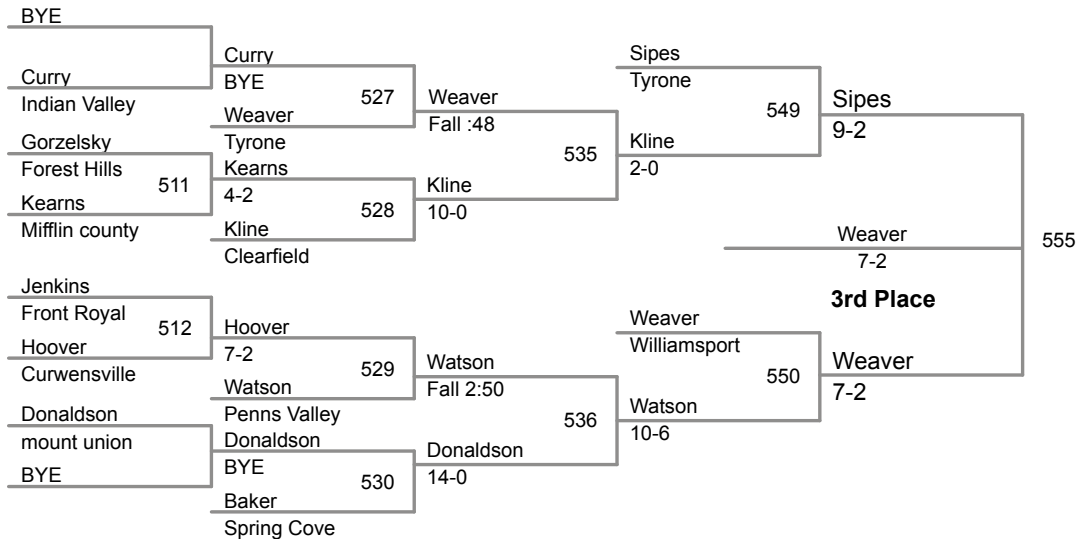 BYE
Curry
Indian Valley
Gorzelsky
Forest Hills
511
Kearns
Mifflin county
Jenkins
Front Royal
512
Hoover
Curwensville
Donaldson
mount union
BYE
Curry
BYE
527
Weaver
Tyrone
Kearns
4-2
528
Kline
Clearfield
Hoover
7-2
529
Watson
Penns Valley
Donaldson
BYE
530
Baker
Spring Cove
Weaver
Fall :48
535
Kline
10-0
Watson
Fall 2:50
536
Donaldson
14-0
Sipes
Tyrone
549
Kline
2-0
Weaver
Williamsport
550
Watson
10-6
Sipes
9-2
Weaver
7-2
555
3rd Place
Weaver
7-2